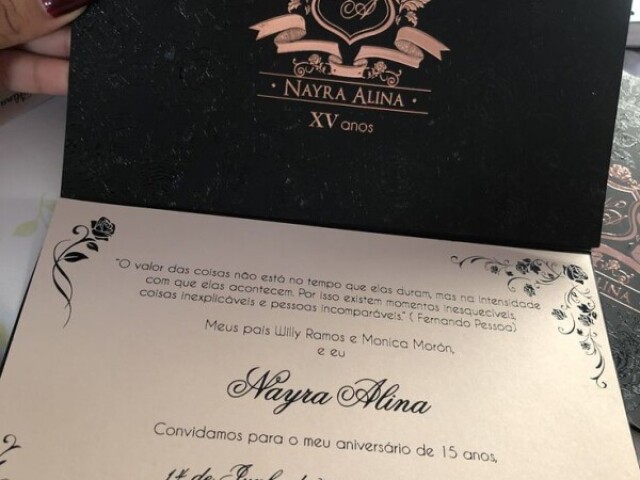 A
NAYRA ALINA
XV anos
"O valor das coisas não está no tempo que elas duram, mas na intensidade
com que elas acontecem. Por isso existem momentos inesquecíveis,
coisas inexplicáveis e pessoas incomparáveis." ( Fernando Pessoa)
Meus pais Willy Ramos e Monica Morón,
e eu
Nayra Alina
Convidamos para o meu aniversário de 15 anos,
de
LINA